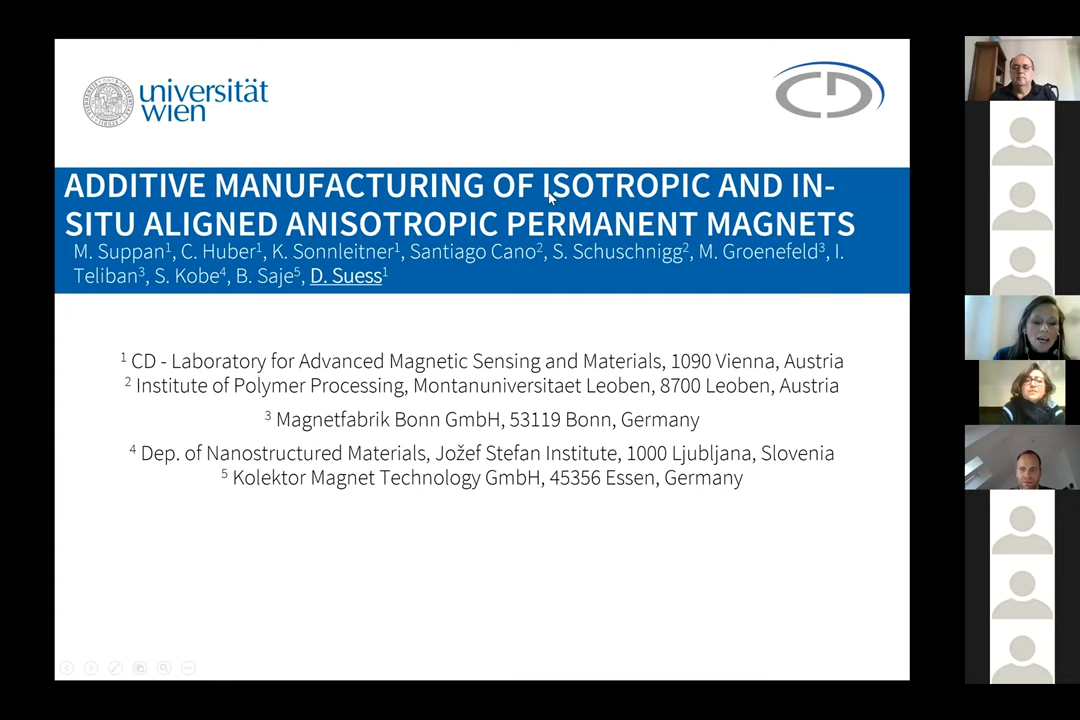 universität
wien
CD
ADDITIVE MANUFACTURING OF ISOTROPIC AND IN-
SITU ALIGNED ANISOTROPIC PERMANENT MAGNETS
M. Suppan¹, C. Huber¹, K. Sonnleitner¹, Santiago Cano², S. Schuschnigg², M. Groenefeld³, I.
Teliban³, S. Kobe⁴, B. Saje⁵, D. Suess¹
¹ CD - Laboratory for Advanced Magnetic Sensing and Materials, 1090 Vienna, Austria
² Institute of Polymer Processing, Montanuniversitaet Leoben, 8700 Leoben, Austria
³ Magnetfabrik Bonn GmbH, 53119 Bonn, Germany
⁴ Dep. of Nanostructured Materials, Jožef Stefan Institute, 1000 Ljubljana, Slovenia
⁵ Kolektor Magnet Technology GmbH, 45356 Essen, Germany